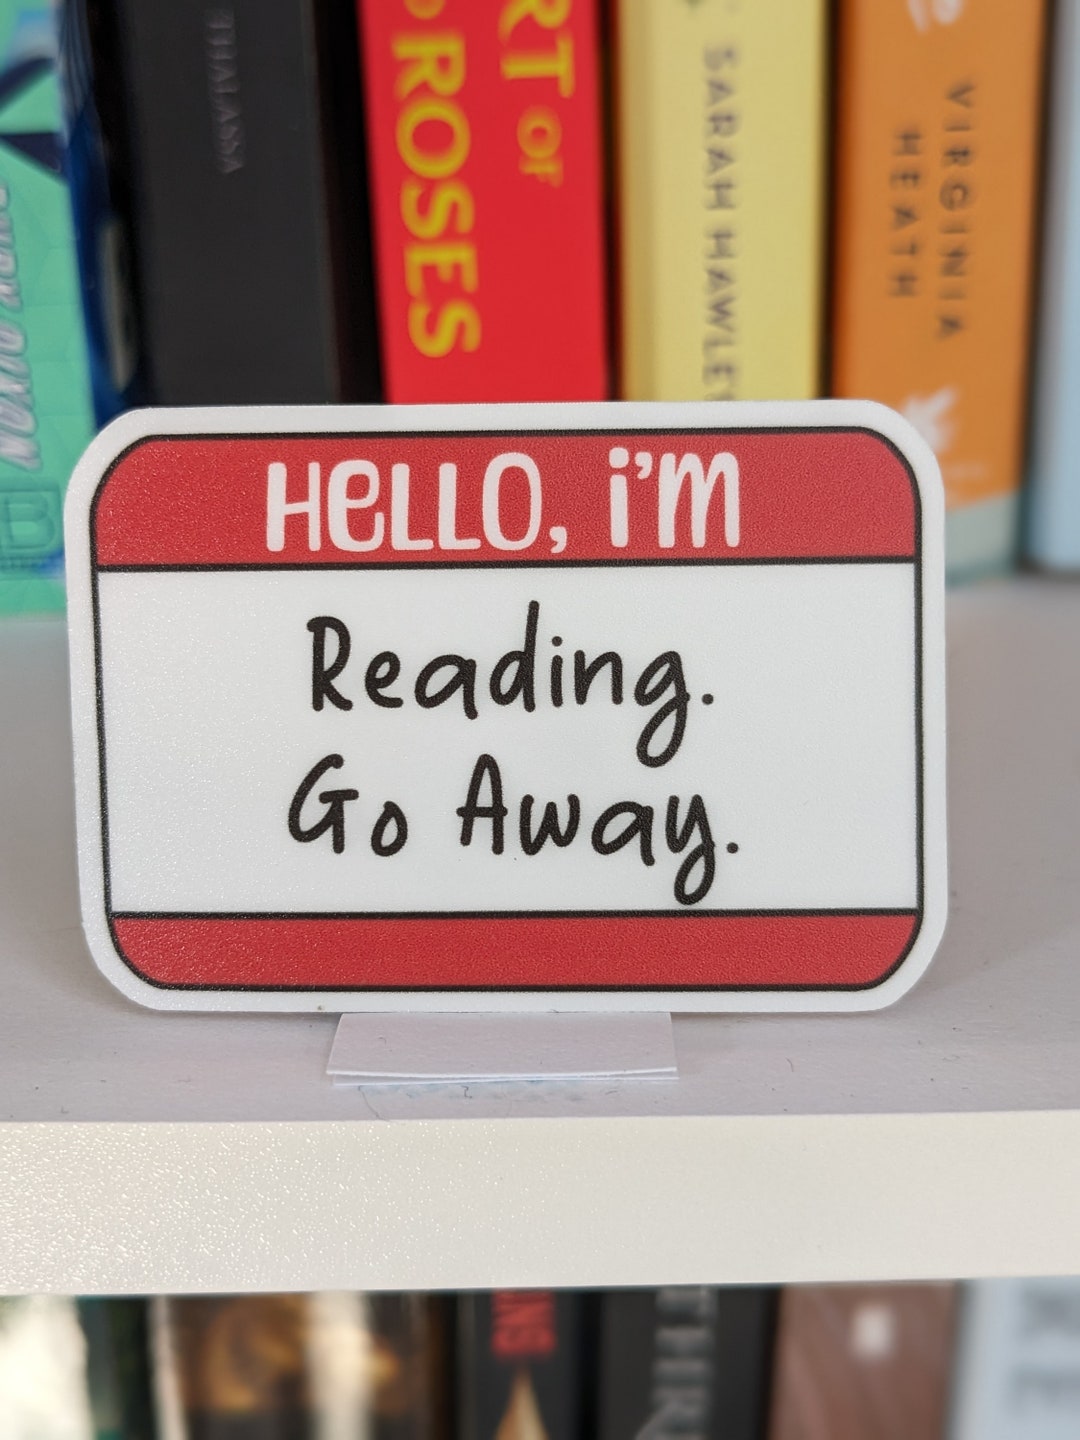 THALASSA
RT OF
ROSES
SARAH HAWLEY
VIRGINIA
HEATH
HELLO, i'M
Reading.
Go Away.